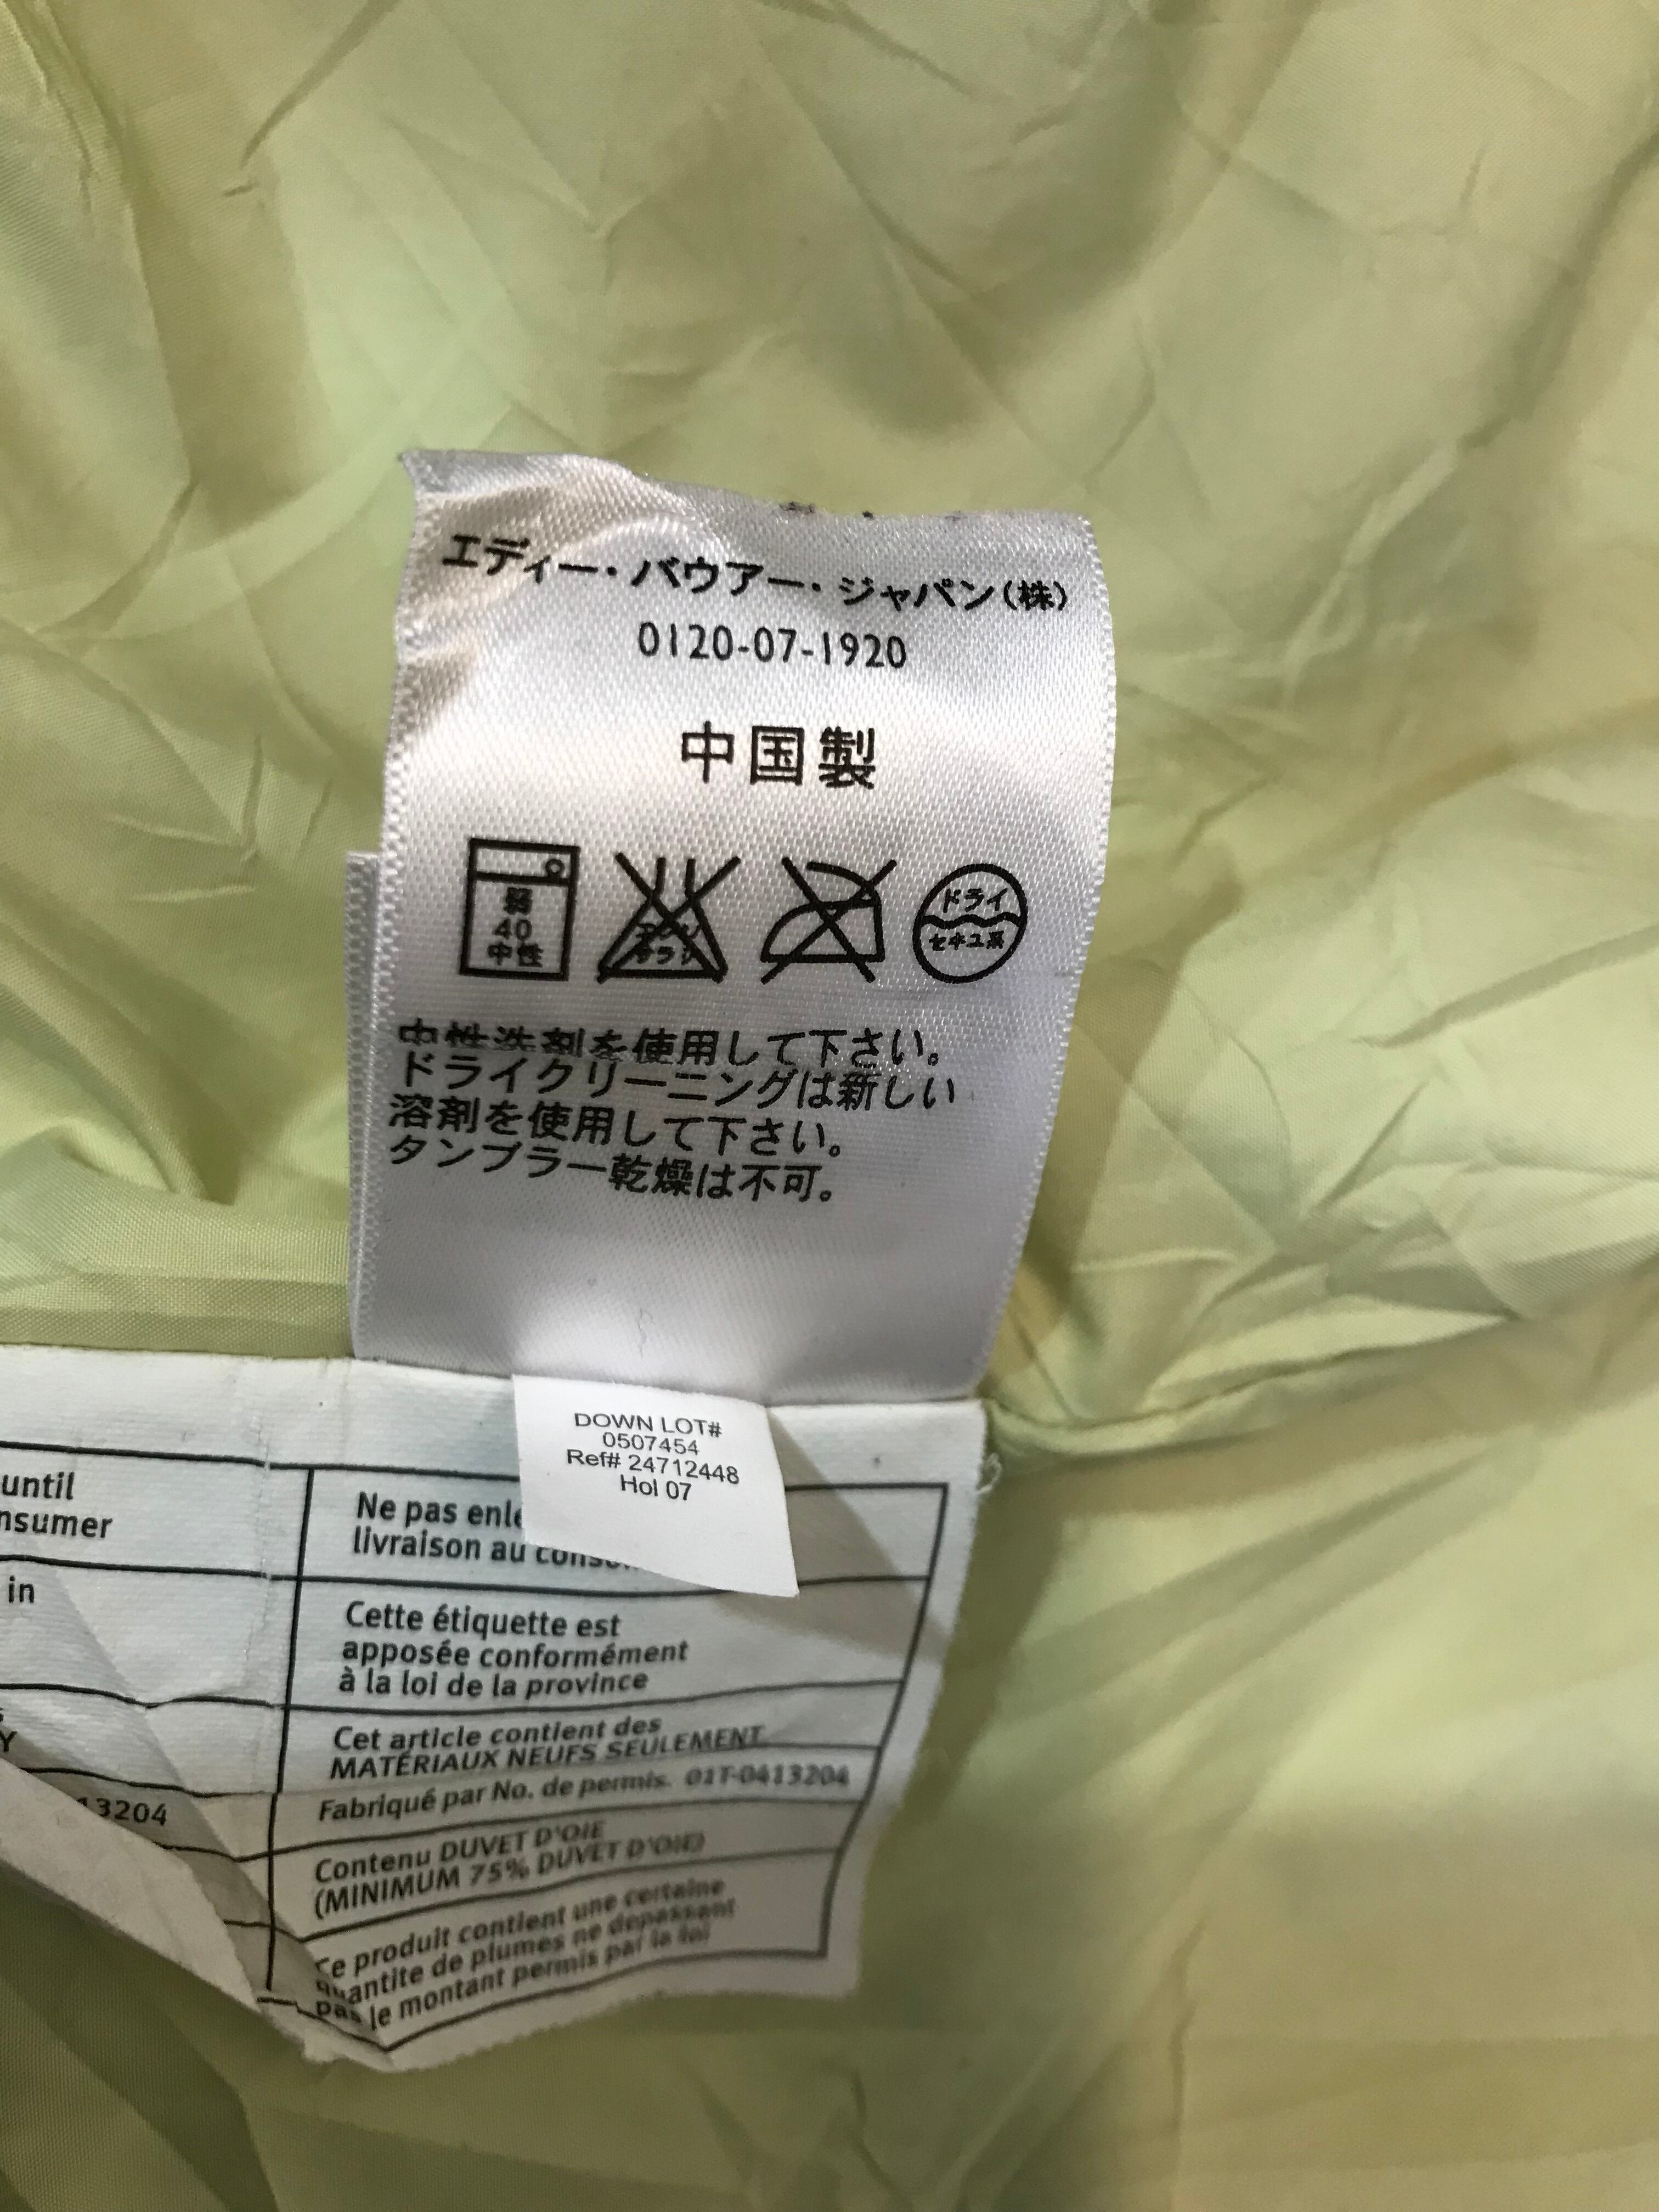 エディー・バウアー・ジャパン(株)
0120-07-1920
中国製
弱
40
中性
エンソ
サラシ
ドライ
セキユ系
中性洗剤を使用して下さい。
ドライクリーニングは新しい
溶剤を使用して下さい。
タンブラー乾燥は不可。
DOWN LOT#
0507454
Ref# 24712448
Hol 07
until
nsumer
in
Y
13204
Ne pas enle
livraison au
Cette étiquette est
apposée conformément
à la loi de la province
Cet article contient des
MATÉRIAUX NEUFS SEULEMENT
Fabriqué par No. de permis. 01T-0413204
Contenu DUVET D'OIE
(MINIMUM 75% DUVET D'OIE)
Ce produit contient une certaine
quantite de plumes ne depassant
pas le montant permis par la loi